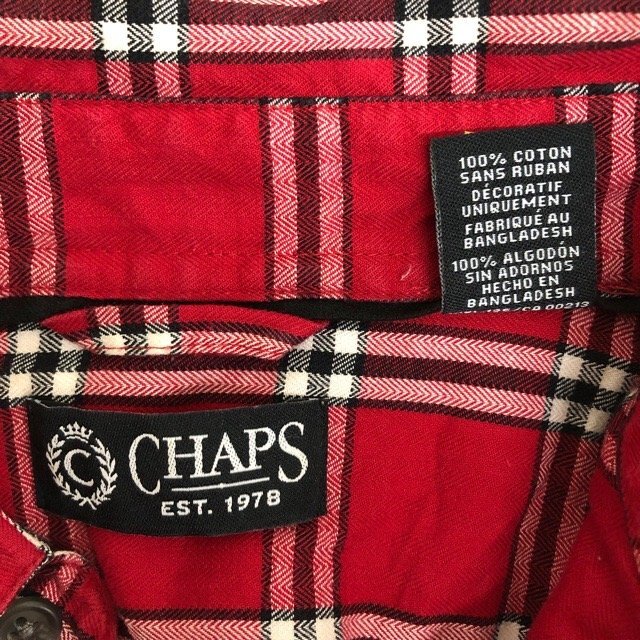 100% COTON
SANS RUBAN
DÉCORATIF
UNIQUEMENT
FABRIQUÉ AU
BANGLADESH
100% ALGODÓN
SIN ADORNOS
HECHO EN
BANGLADESH
C
CHAPS
EST. 1978